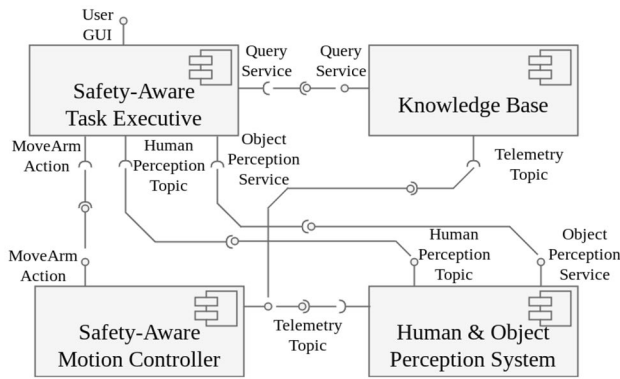 User
GUI
Query
Service
Query
Service
Safety-Aware
Task Executive
Knowledge Base
MoveArm
Action
Human
Perception
Topic
Object
Perception
Service
Telemetry
Topic
MoveArm
Action
Human
Perception
Topic
Object
Perception
Service
Safety-Aware
Motion Controller
Telemetry
Topic
Human & Object
Perception System